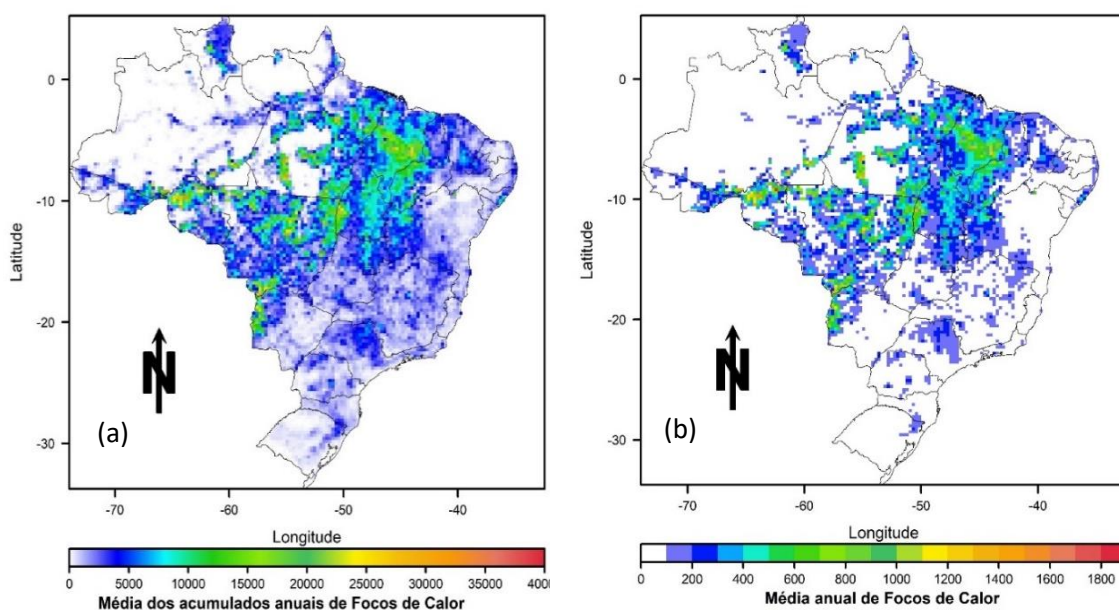 0
-10
-20
-30
Latitude
N
(a)
-70 -60 -50 -40
Longitude
0 5000 10000 15000 20000 25000 30000 35000 4000
Média dos acumulados anuais de Focos de Calor
0
-10
-20
-30
Latitude
N
(b)
-70 -60 -50 -40
Longitude
0 200 400 600 800 1000 1200 1400 1600 1800
Média anual de Focos de Calor